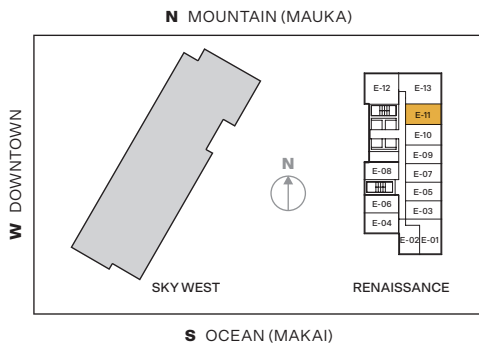 N MOUNTAIN (MAUKA)
W DOWNTOWN
N
E-12 E-13
E-11
E-10
E-09
E-08 E-07
E-05
E-06 E-03
E-04
E-02 E-01
SKY WEST RENAISSANCE
S OCEAN (MAKAI)